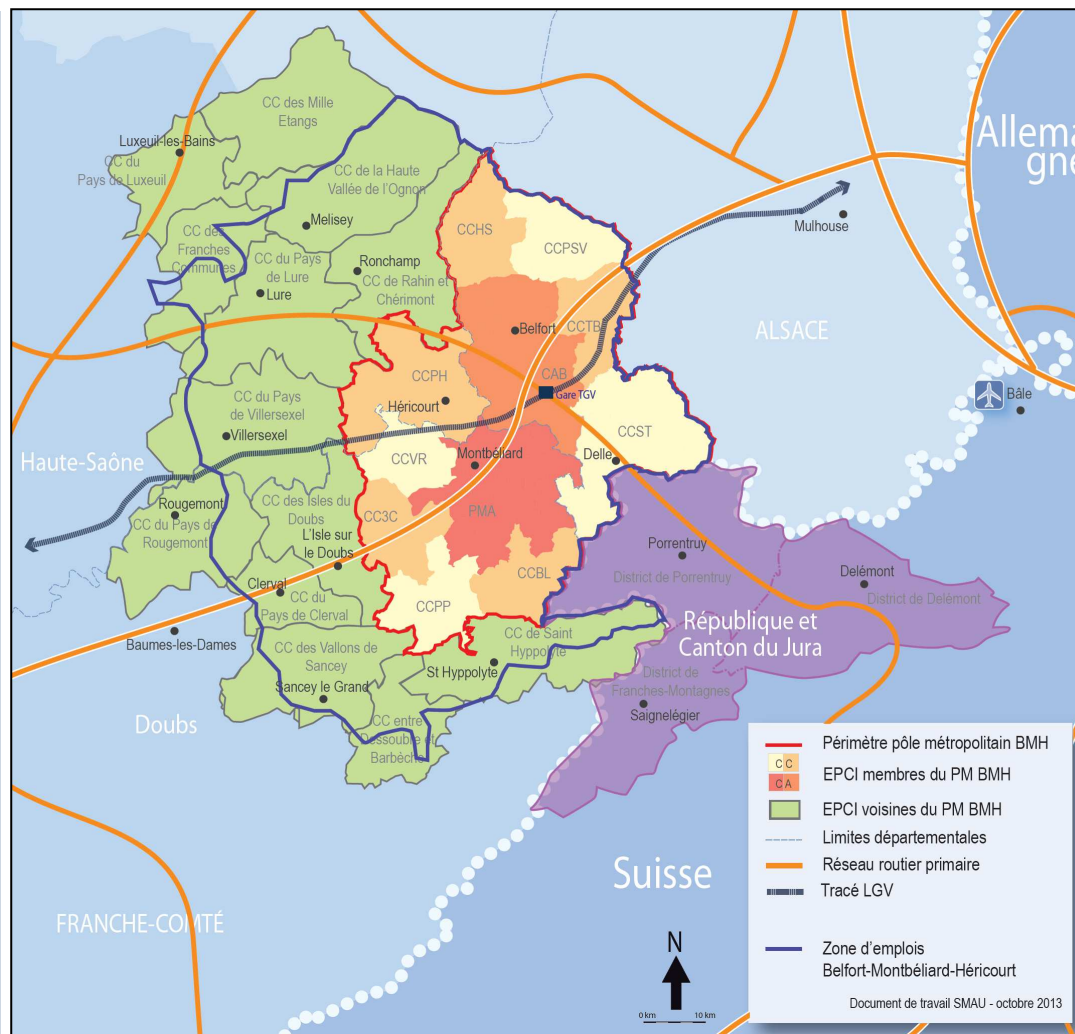 CC des Mille
Etangs
Luxeuil-les-Bains
CC du
Pays de Luxeuil
CC de la Haute
Vallée de l'Ognon
Melisey
CC des
Franches
Communes
CC du Pays
de Lure
Lure
Ronchamp
CC de Rahin et
Chérimont
CCHS
CCPSV
Belfort
CCTB
CAB
Gare TGV
CCPH
Héricourt
CCST
Delle
CCVR
Montbéliard
PMA
CC3C
CCBL
CCPP
Mulhouse
Allema
gne
ALSACE
Bâle
CC du Pays
de Villersexel
Villersexel
Haute-Saône
Rougemont
CC du Pays de
Rougemont
CC des Isles du
Doubs
L'Isle sur
le Doubs
Clerval
CC du
Pays de Clerval
Baumes-les-Dames
CC des Vallons de
Sancey
Sancey le Grand
CC de Saint
Hyppolyte
St Hyppolyte
CC entre
Dessoubre et
Barbèche
Doubs
Porrentruy
District de Porrentruy
Delémont
District de Delémont
République et
Canton du Jura
District de
Franches-Montagnes
Saignelégier
Suisse
FRANCHE-COMTÉ
N
0 km 10 km
Périmètre pôle métropolitain BMH
C C
C A
EPCI membres du PM BMH
EPCI voisines du PM BMH
Limites départementales
Réseau routier primaire
Tracé LGV
Zone d'emplois
Belfort-Montbéliard-Héricourt
Document de travail SMAU - octobre 2013